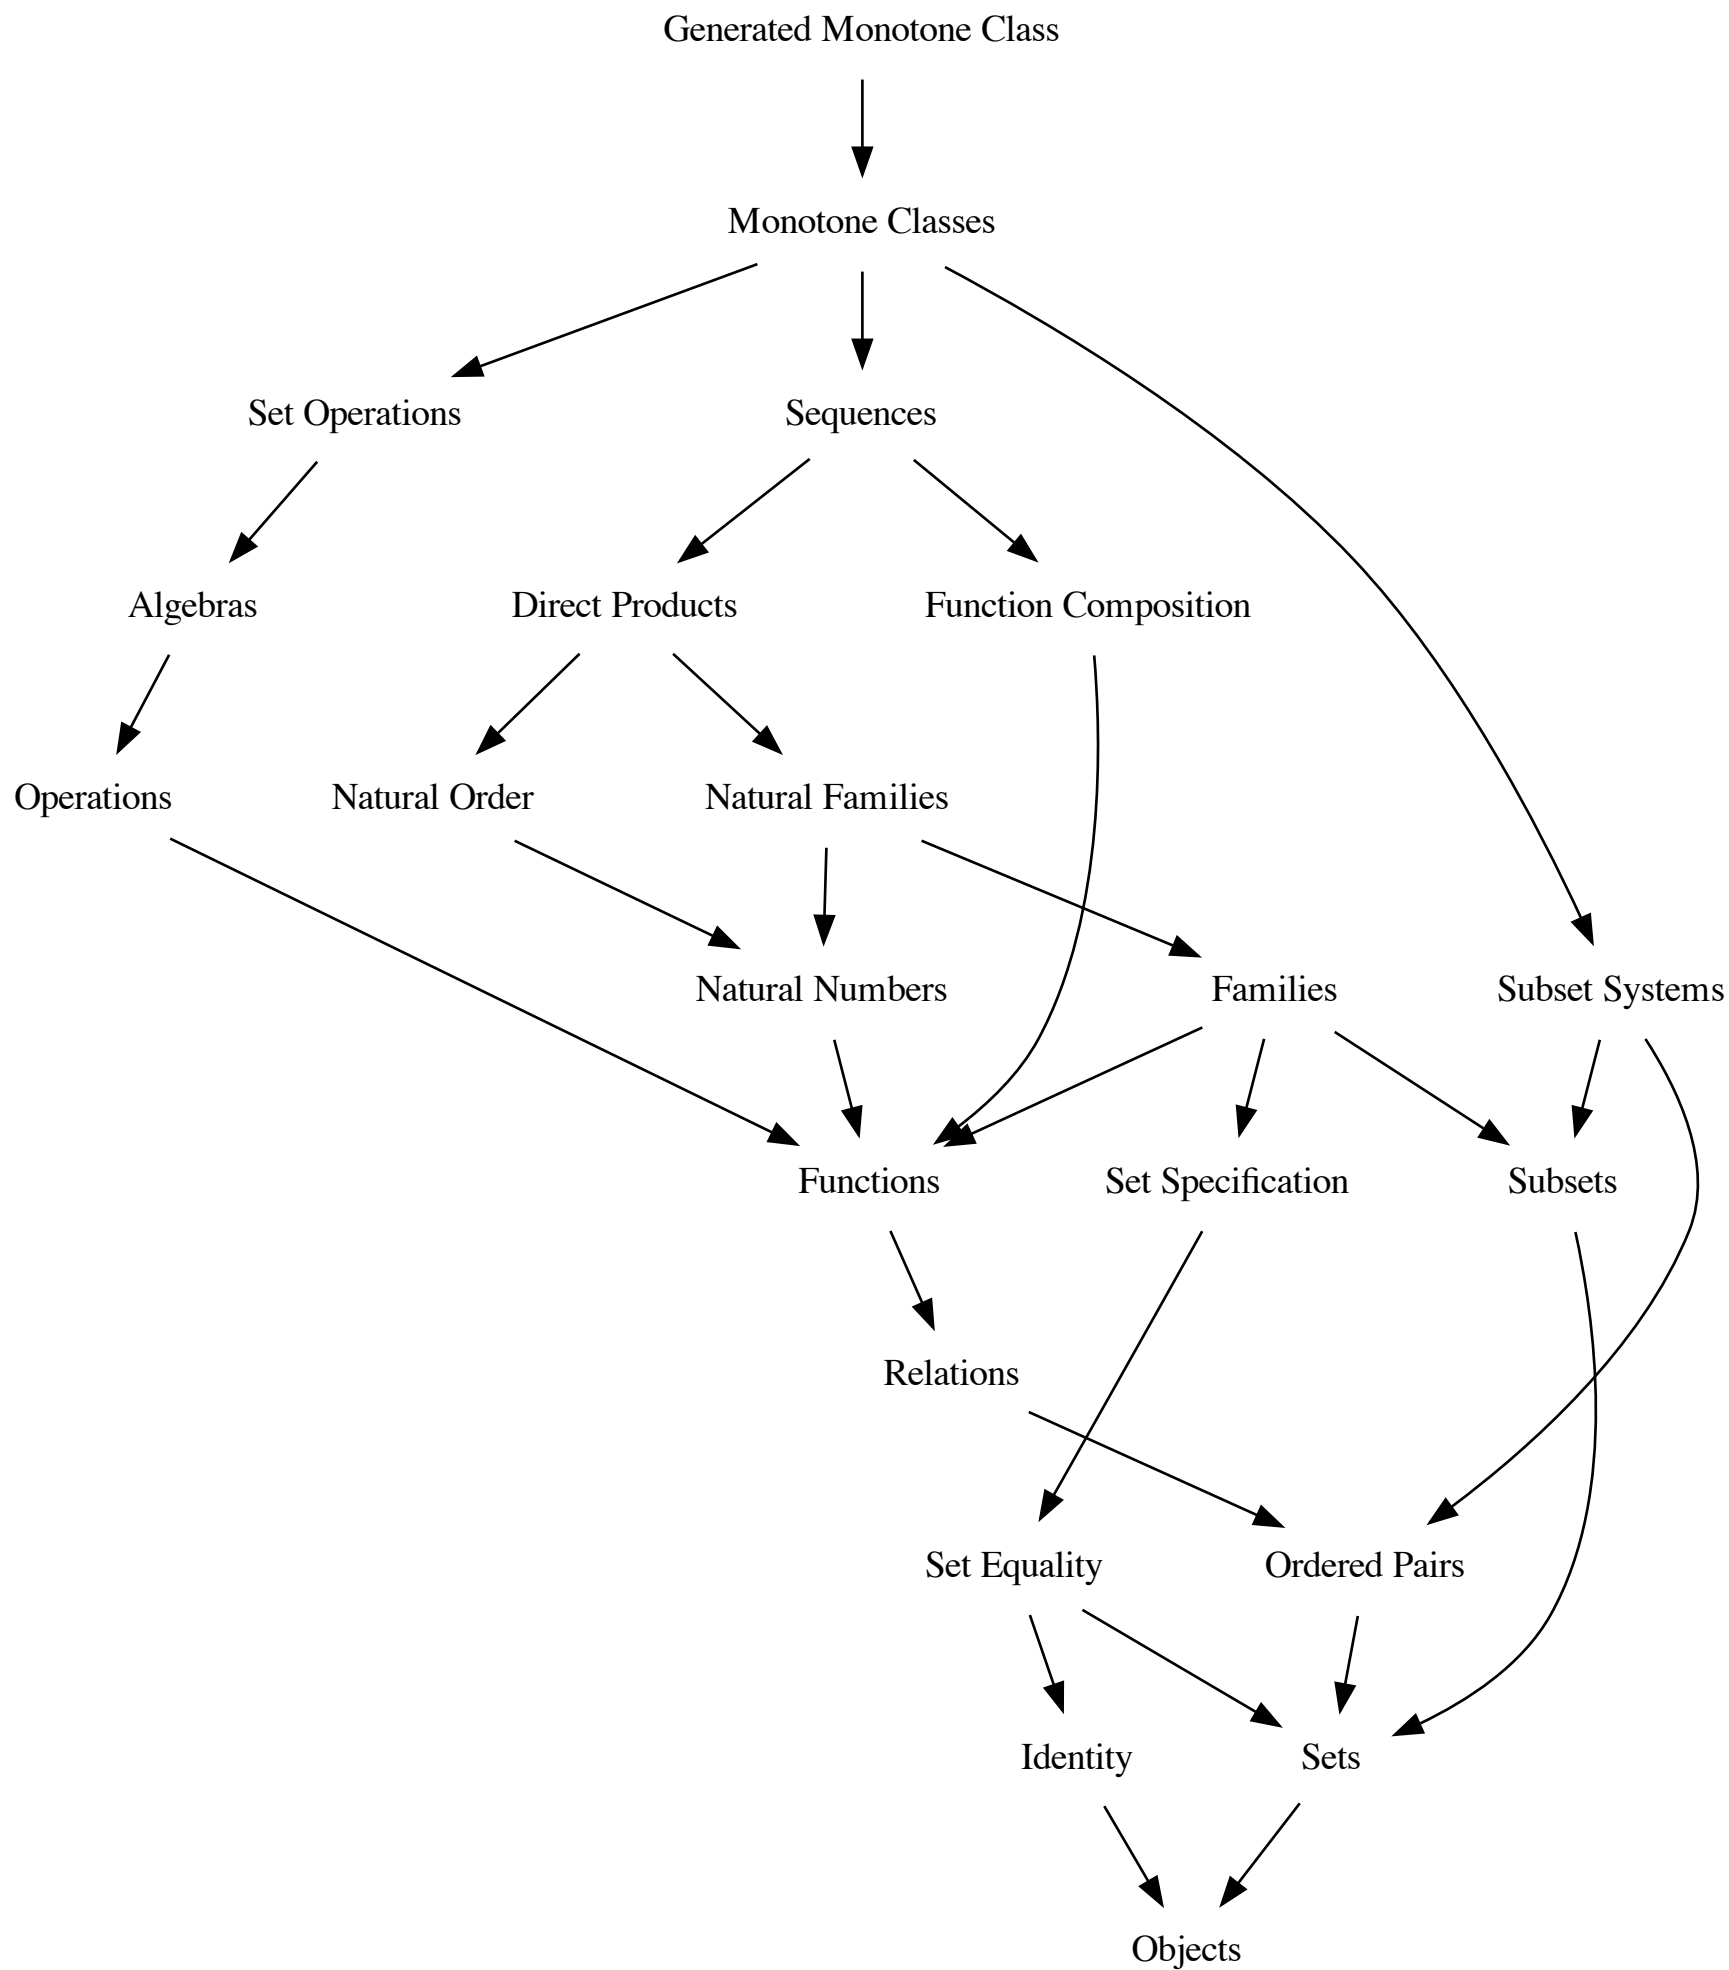 Generated Monotone Class
Monotone Classes
Set Operations
Sequences
Algebras
Direct Products
Function Composition
Operations
Natural Order
Natural Families
Natural Numbers
Families
Subset Systems
Functions
Set Specification
Subsets
Relations
Set Equality
Ordered Pairs
Identity
Sets
Objects